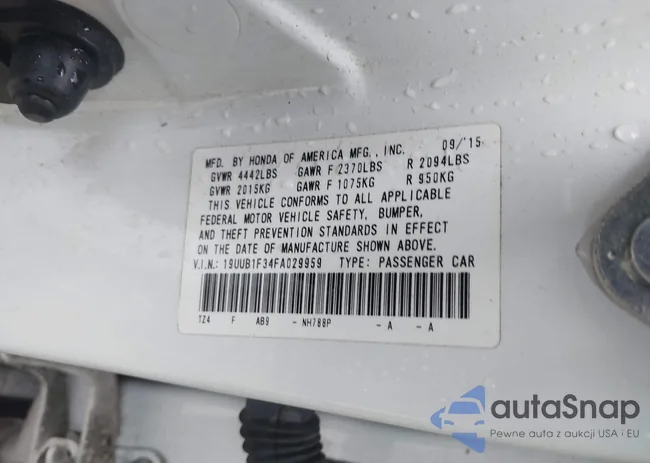 MFD. BY HONDA OF AMERICA MFG., INC. 09/'15
GVWR 4442LBS GAWR F 2370LBS R 2094LBS
GVWR 2015KG GAWR F 1075KG R 950KG
THIS VEHICLE CONFORMS TO ALL APPLICABLE
FEDERAL MOTOR VEHICLE SAFETY, BUMPER,
AND THEFT PREVENTION STANDARDS IN EFFECT
ON THE DATE OF MANUFACTURE SHOWN ABOVE.
V.I.N.: 19UUB1F34FA029959 TYPE: PASSENGER CAR
TZ4 F AB9 - NH788P - A - A
autaSnap
Pewne auta z aukcji USA i EU